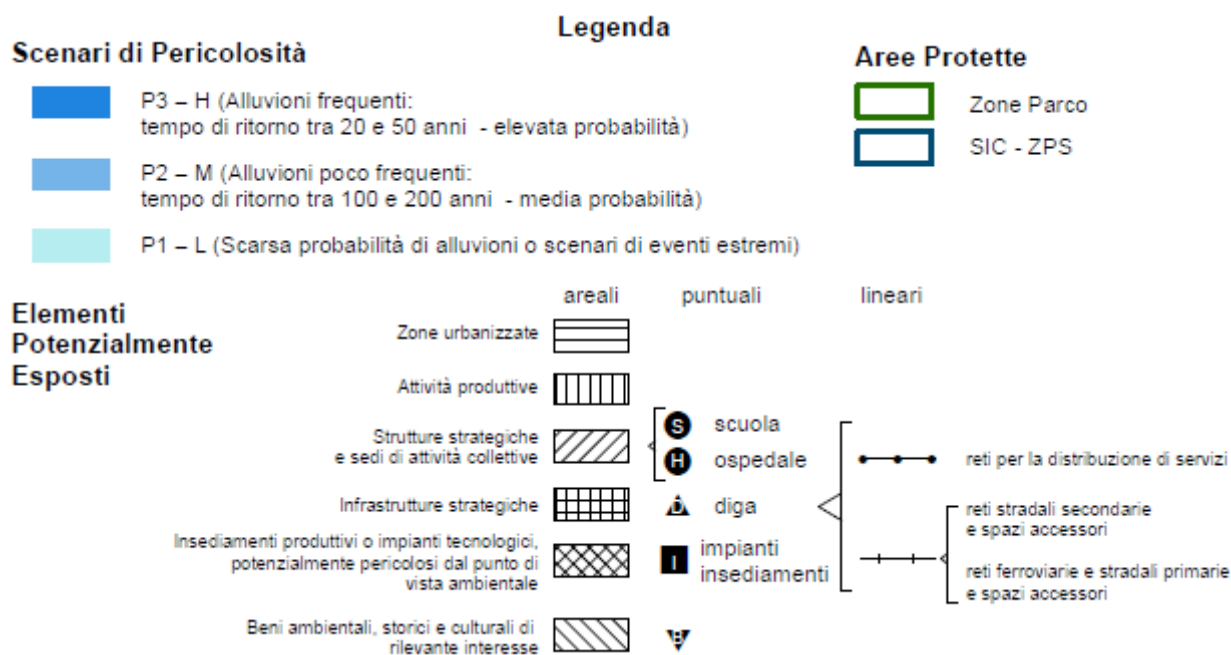 Legenda
Scenari di Pericolosità
P3 – H (Alluvioni frequenti:
tempo di ritorno tra 20 e 50 anni - elevata probabilità)
P2 – M (Alluvioni poco frequenti:
tempo di ritorno tra 100 e 200 anni - media probabilità)
P1 – L (Scarsa probabilità di alluvioni o scenari di eventi estremi)
Aree Protette
Zone Parco
SIC - ZPS
Elementi
Potenzialmente
Esposti
areali puntuali lineari
Zone urbanizzate
Attività produttive
Strutture strategiche
e sedi di attività collettive
S scuola
H ospedale
reti per la distribuzione di servizi
Infrastrutture strategiche
D diga
reti stradali secondarie
e spazi accessori
Insediamenti produttivi o impianti tecnologici,
potenzialmente pericolosi dal punto di
vista ambientale
I impianti
insediamenti
reti ferroviarie e stradali primarie
e spazi accessori
Beni ambientali, storici e culturali di
rilevante interesse